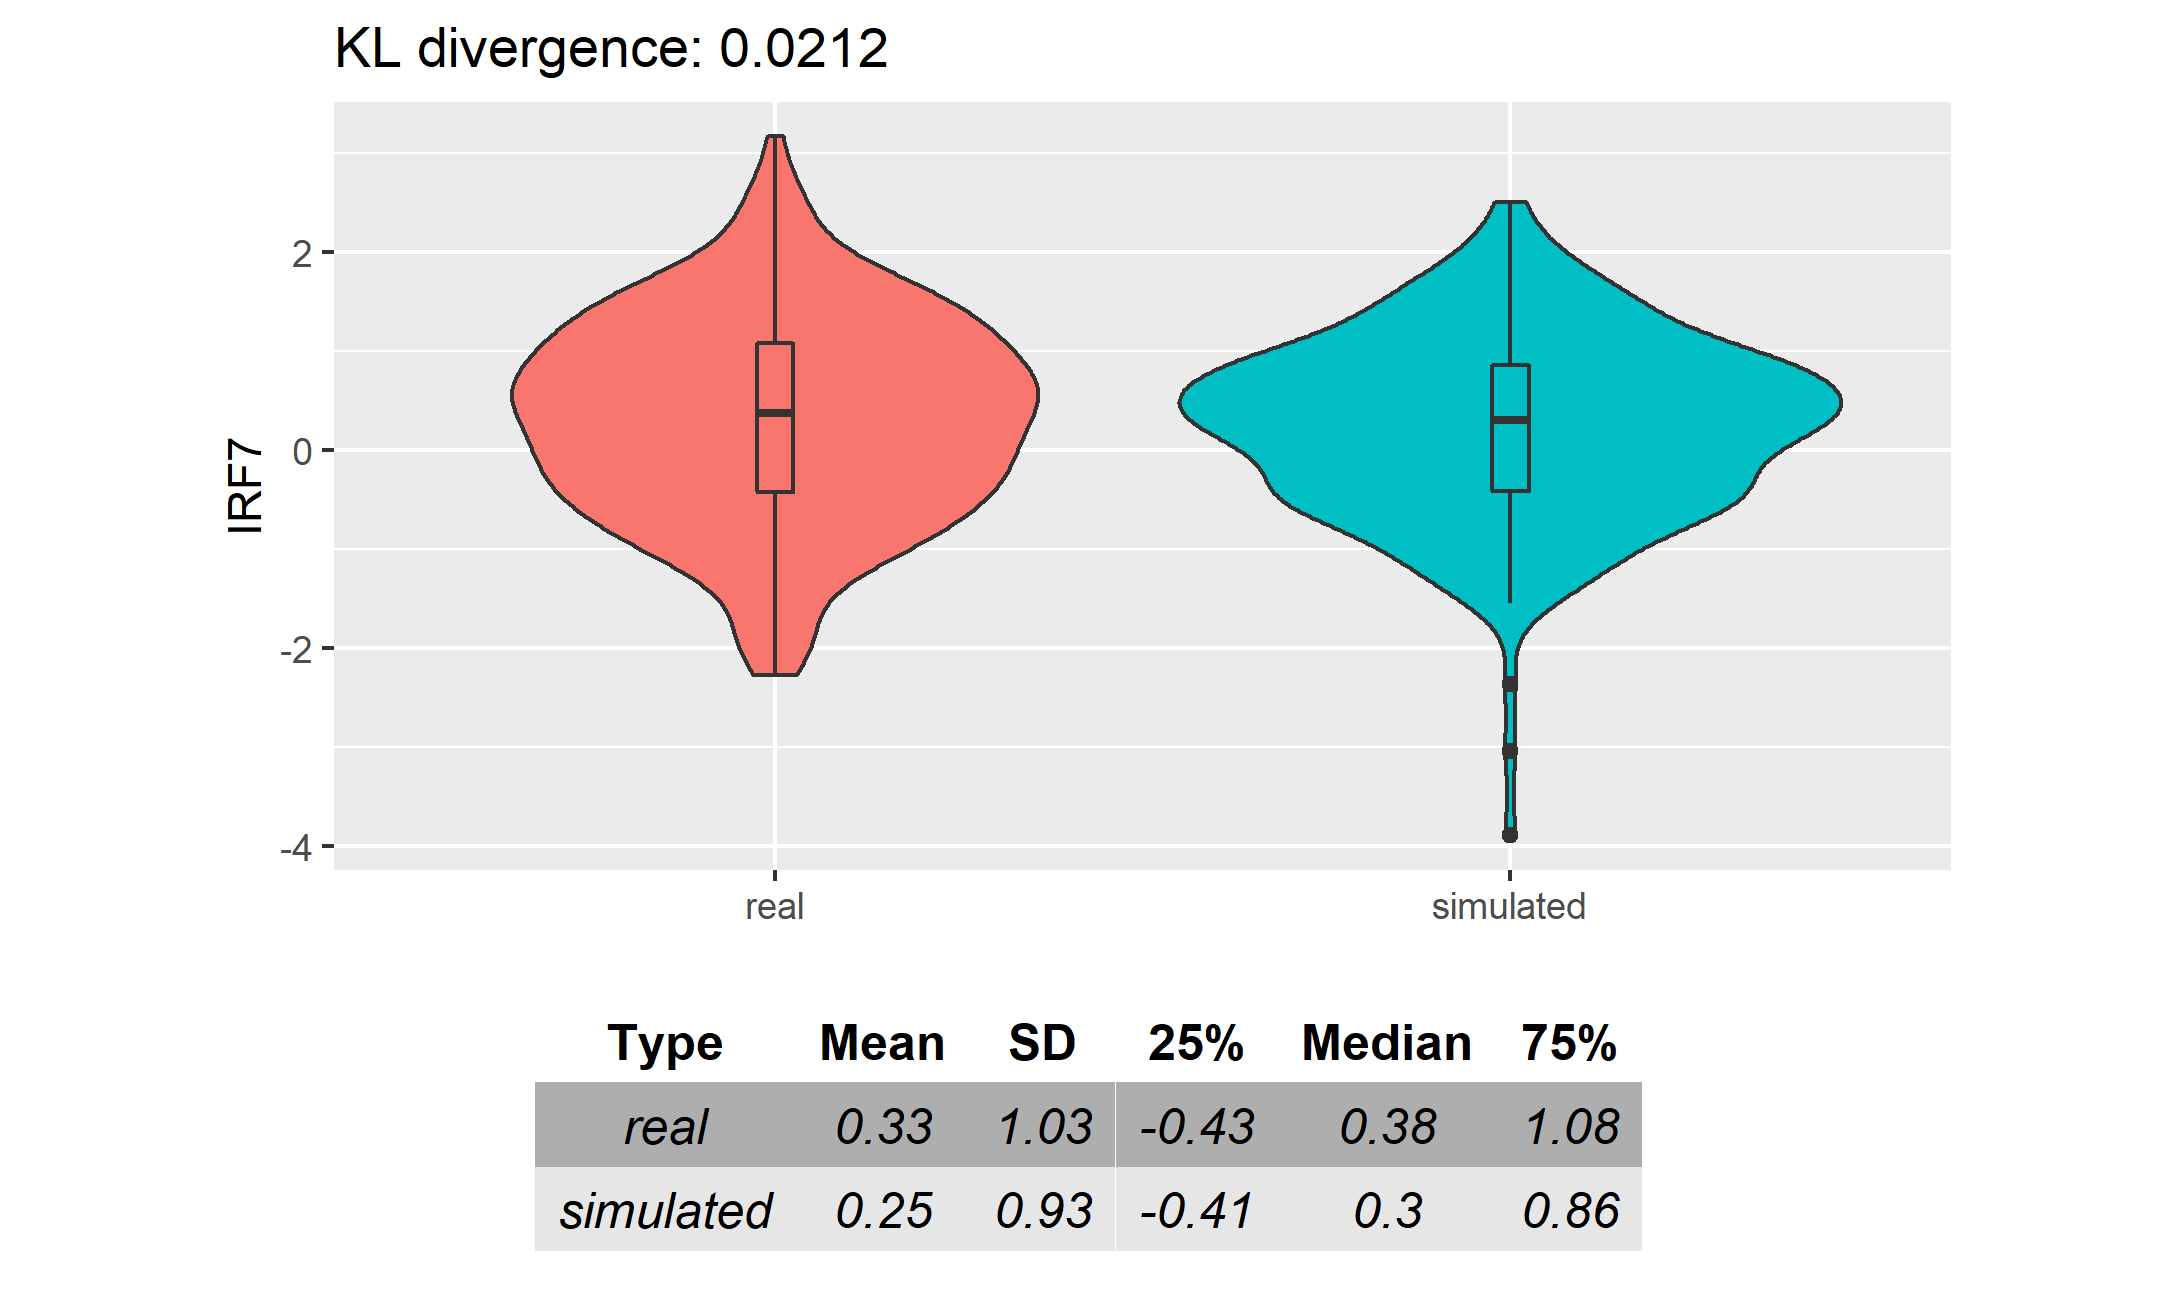 KL divergence: 0.0212
IRF7
2
0
-2
-4
real simulated
Type Mean SD 25% Median 75%
real 0.33 1.03 -0.43 0.38 1.08
simulated 0.25 0.93 -0.41 0.3 0.86